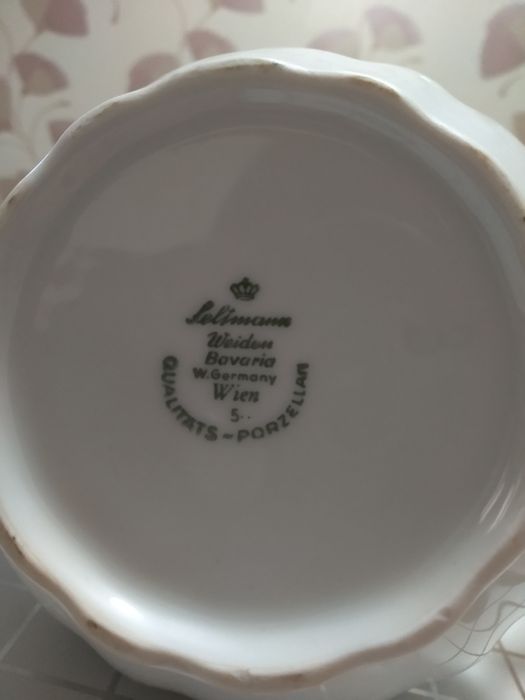 Seltmann
Weiden
Bavaria
W.Germany
Wien
5..
QUALITÄTS~PORZELLAN